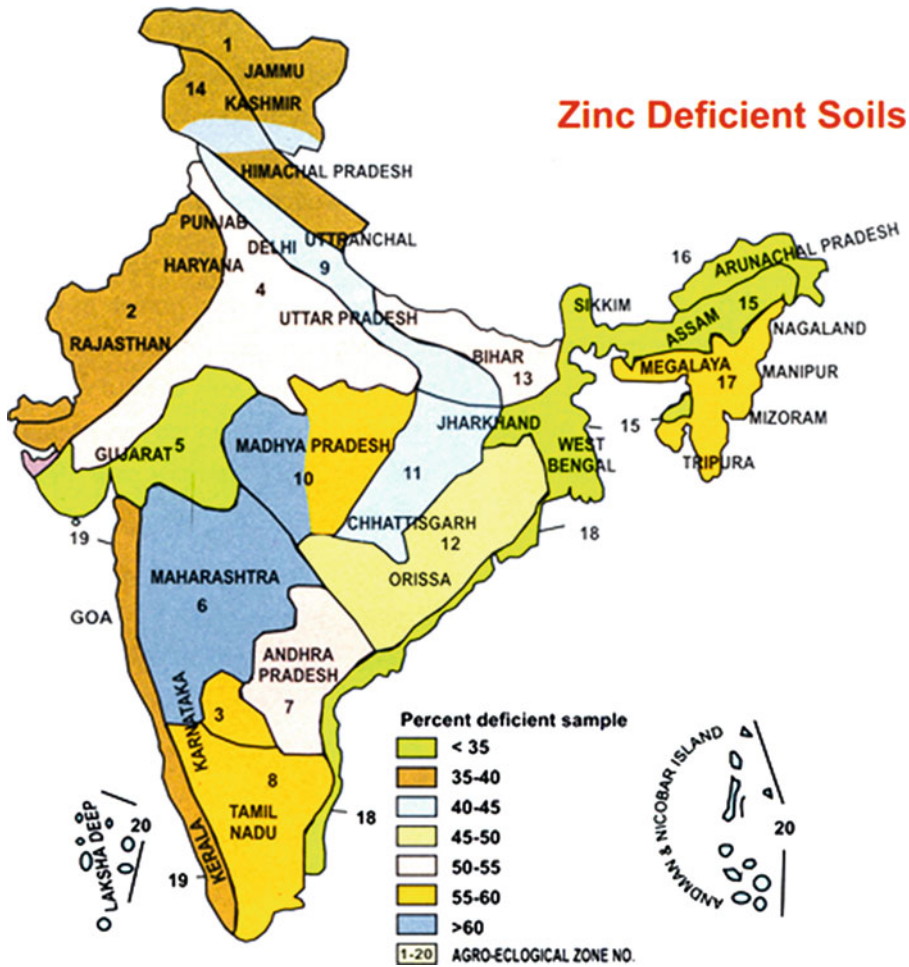 Zinc Deficient Soils
1
JAMMU
14
KASHMIR
HIMACHAL PRADESH
PUNJAB
DELHI
UTTRANCHAL
HARYANA
9
4
2
UTTAR PRADESH
RAJASTHAN
16
ARUNACHAL PRADESH
SIKKIM
15
ASSAM
NAGALAND
BIHAR
13
MEGALAYA
17
MANIPUR
MIZORAM
15
TRIPURA
JHARKHAND
WEST
BENGAL
GUJARAT
5
MADHYA PRADESH
10
11
CHHATTISGARH
12
ORISSA
18
19
MAHARASHTRA
6
GOA
ANDHRA
PRADESH
7
KARNATAKA
3
8
TAMIL
NADU
18
KERALA
19
LAKSHA DEEP
20
Percent deficient sample
< 35
35-40
40-45
45-50
50-55
55-60
>60
1-20 AGRO-ECLOGICAL ZONE NO.
ANDMAN & NICOBAR ISLAND
20